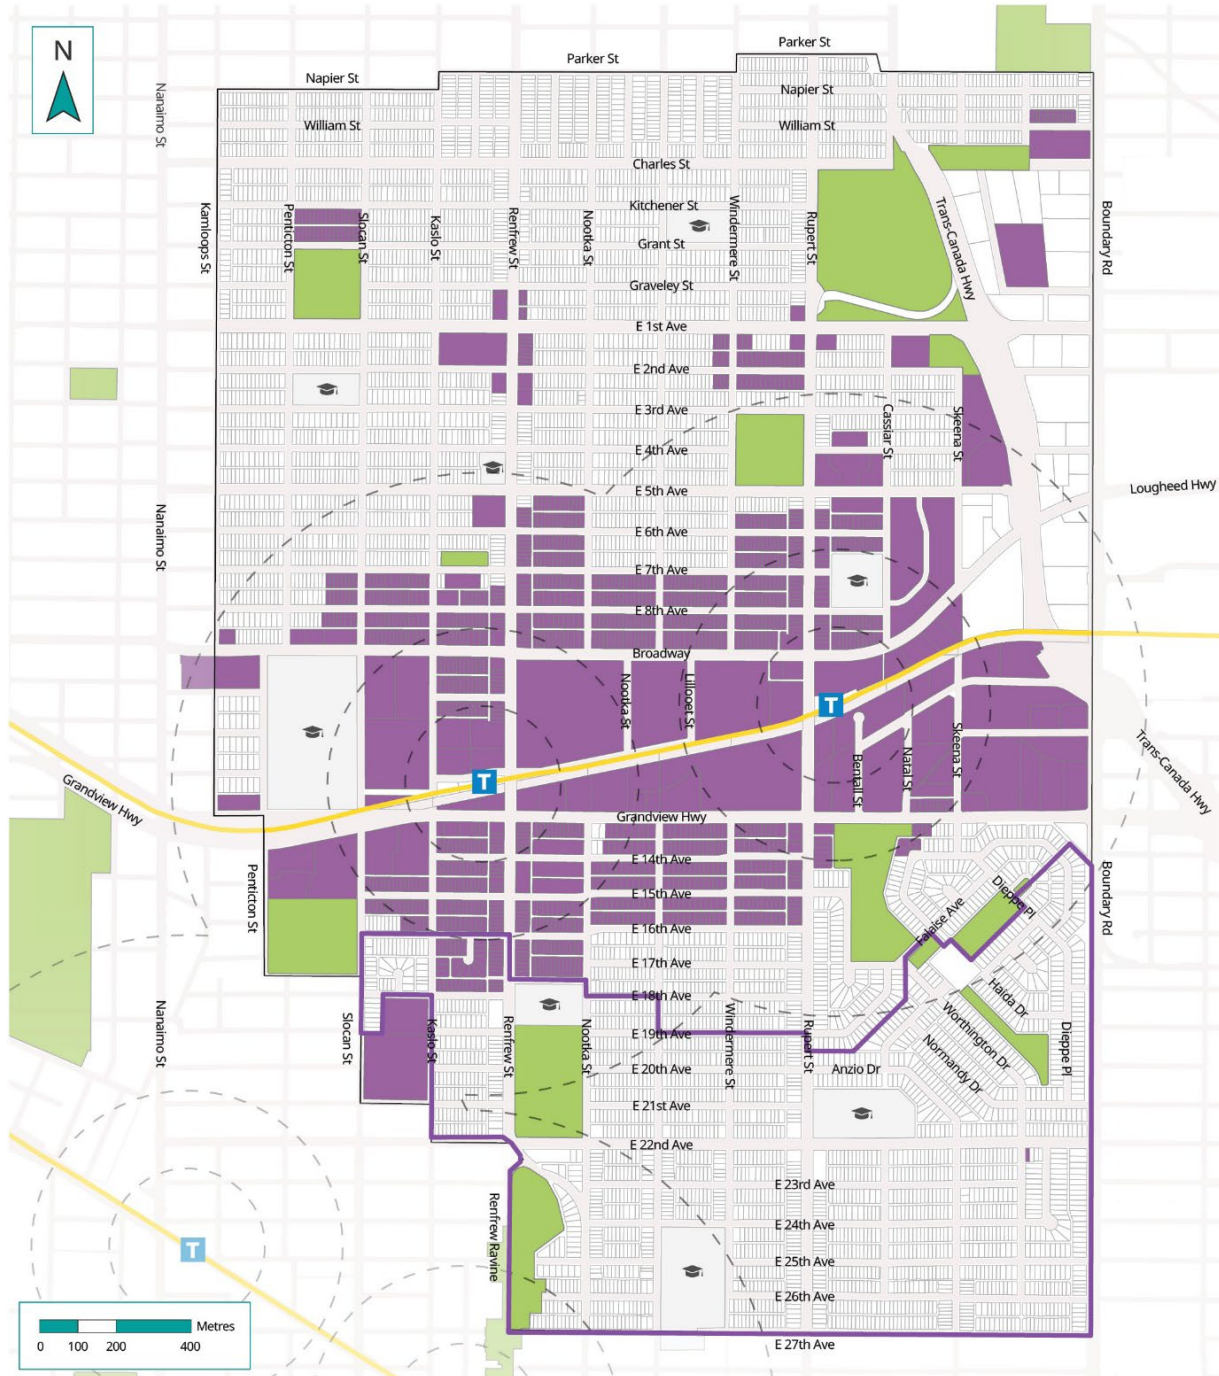 Parker St
Parker St
N
Napier St
Napier St
Nanaimo St
William St
William St
Charles St
Kamloops St
Penticton St
Slocan St
Kaslo St
Renfrew St
Nootka St
Kitchener St
Windermere St
Rupert St
Trans-Canada Hwy
Boundary Rd
Grant St
Graveley St
E 1st Ave
E 2nd Ave
E 3rd Ave
Cassiar St
Skeena St
E 4th Ave
E 5th Ave
Lougheed Hwy
Nanaimo St
E 6th Ave
E 7th Ave
E 8th Ave
Broadway
Nootka St
Lillooet St
T
T
Bentall St
Natal St
Skeena St
Trans-Canada Hwy
Grandview Hwy
Grandview Hwy
E 14th Ave
Penticton St
E 15th Ave
Dieppe Pl
Boundary Rd
Falaise Ave
E 16th Ave
E 17th Ave
E 18th Ave
Haida Dr
Nanaimo St
Slocan St
Kaslo St
Renfrew St
Nootka St
Windermere St
Rupert St
Worthington Dr
Dieppe Pl
E 19th Ave
Normandy Dr
E 20th Ave
Anzio Dr
E 21st Ave
E 22nd Ave
E 23rd Ave
Renfrew Ravine
E 24th Ave
T
E 25th Ave
E 26th Ave
E 27th Ave
Metres
0 100 200 400